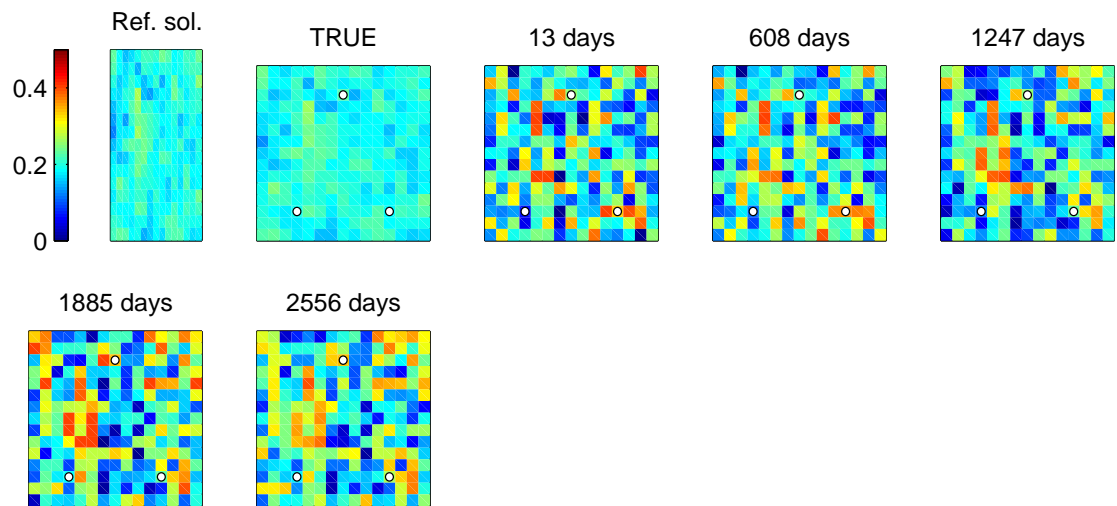 Ref. sol.
TRUE
13 days
608 days
1247 days
0.4
0.2
0
1885 days
2556 days